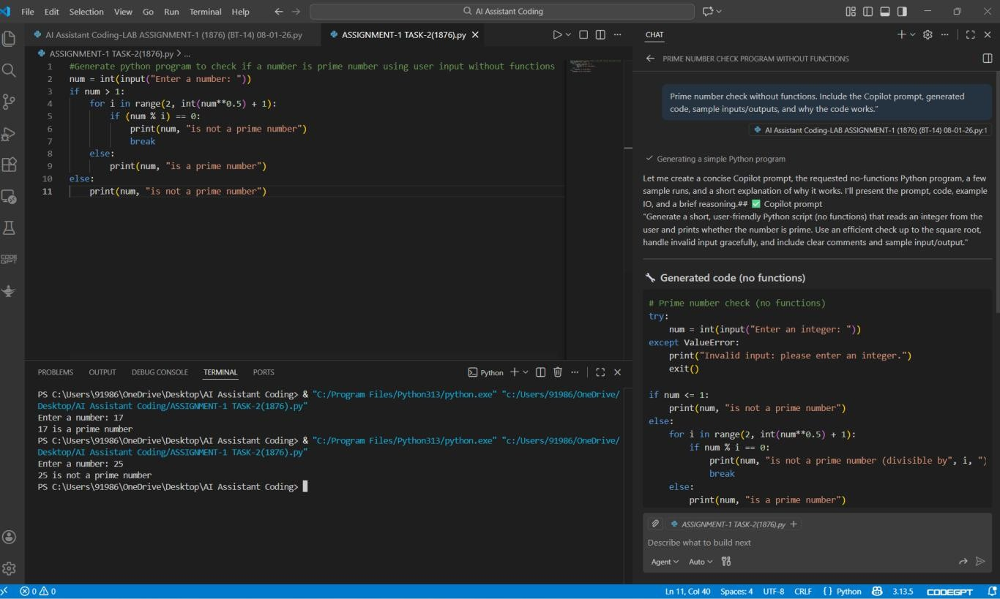 File Edit Selection View Go Run Terminal Help
AI Assistant Coding
AI Assistant Coding-LAB ASSIGNMENT-1 (1876) (BT-14) 08-01-26.py
ASSIGNMENT-1 TASK-2(1876).py
ASSIGNMENT-1 TASK-2(1876).py > ...
1 #Generate python program to check if a number is prime number using user input without functions
2 num = int(input("Enter a number: "))
3 if num > 1:
4 for i in range(2, int(num**0.5) + 1):
5 if (num % i) == 0:
6 print(num, "is not a prime number")
7 break
8 else:
9 print(num, "is a prime number")
10 else:
11 print(num, "is not a prime number")
PROBLEMS OUTPUT DEBUG CONSOLE TERMINAL PORTS
Python
PS C:\Users\91986\OneDrive\Desktop\AI Assistant Coding> & "C:/Program Files/Python313/python.exe" "c:/Users/91986/OneDrive/
Desktop/AI Assistant Coding/ASSIGNMENT-1 TASK-2(1876).py"
Enter a number: 17
17 is a prime number
PS C:\Users\91986\OneDrive\Desktop\AI Assistant Coding> & "C:/Program Files/Python313/python.exe" "c:/Users/91986/OneDrive/
Desktop/AI Assistant Coding/ASSIGNMENT-1 TASK-2(1876).py"
Enter a number: 25
25 is not a prime number
PS C:\Users\91986\OneDrive\Desktop\AI Assistant Coding>
CHAT
PRIME NUMBER CHECK PROGRAM WITHOUT FUNCTIONS
Prime number check without functions. Include the Copilot prompt, generated
code, sample inputs/outputs, and why the code works.”
AI Assistant Coding-LAB ASSIGNMENT-1 (1876) (BT-14) 08-01-26.py:1
Generating a simple Python program
Let me create a concise Copilot prompt, the requested no-functions Python program, a few
sample runs, and a short explanation of why it works. I'll present the prompt, code, example
IO, and a brief reasoning.## ✅ Copilot prompt
"Generate a short, user-friendly Python script (no functions) that reads an integer from the
user and prints whether the number is prime. Use an efficient check up to the square root,
handle invalid input gracefully, and include clear comments and sample input/output."
🔧 Generated code (no functions)
# Prime number check (no functions)
try:
num = int(input("Enter an integer: "))
except ValueError:
print("Invalid input: please enter an integer.")
exit()
if num <= 1:
print(num, "is not a prime number")
else:
for i in range(2, int(num**0.5) + 1):
if num % i == 0:
print(num, "is not a prime number (divisible by", i, ")
break
else:
print(num, "is a prime number")
ASSIGNMENT-1 TASK-2(1876).py
Describe what to build next
Agent Auto
0 0
Ln 11, Col 40 Spaces: 4 UTF-8 CRLF { } Python 3.13.5 CODEGPT
CODE
GPT